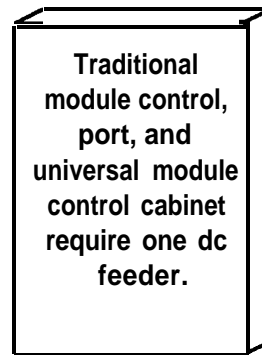 Traditional
module control,
port, and
universal module
control cabinet
require one dc
feeder.